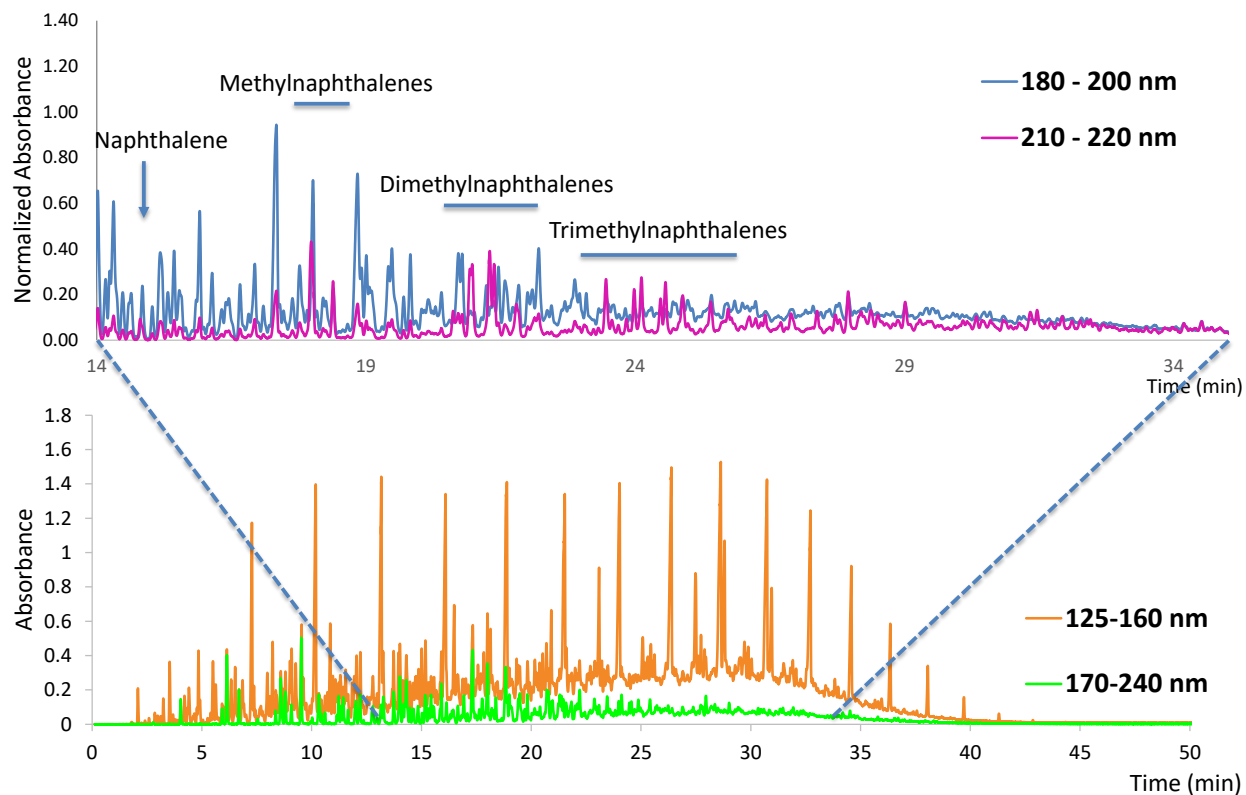 1.40
1.20
1.00
0.80
0.60
0.40
0.20
0.00
Normalized Absorbance
Methylnaphthalenes
Naphthalene
Dimethylnaphthalenes
Trimethylnaphthalenes
180 - 200 nm
210 - 220 nm
14 19 24 29 34
Time (min)
1.8
1.6
1.4
1.2
1
0.8
0.6
0.4
0.2
0
Absorbance
125-160 nm
170-240 nm
0 5 10 15 20 25 30 35 40 45 50
Time (min)